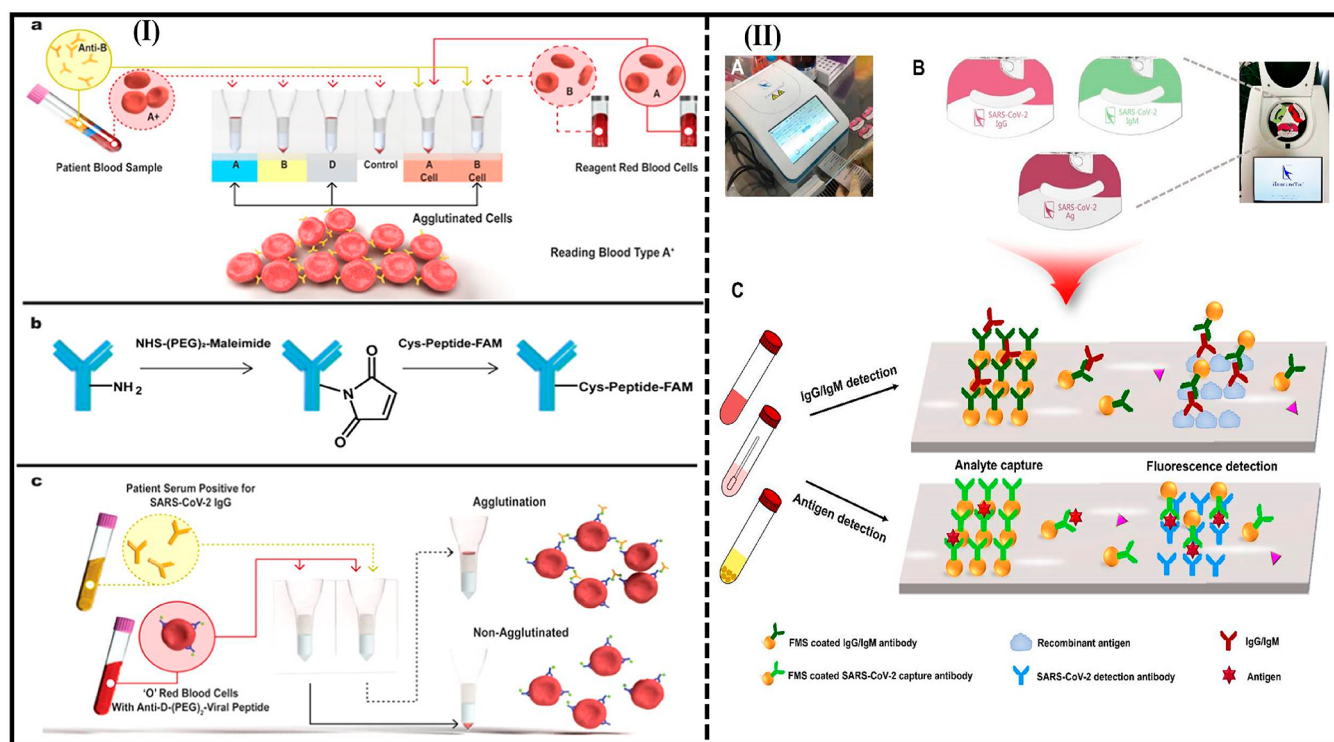 (I)
a
Anti-B
A+
B
A
Patient Blood Sample
A
B
D
Control
A
Cell
B
Cell
Reagent Red Blood Cells
Agglutinated Cells
Reading Blood Type A⁺
b
NH₂
NHS-(PEG)₂-Maleimide
O
N
O
Cys-Peptide-FAM
Cys-Peptide-FAM
c
Patient Serum Positive for
SARS-CoV-2 IgG
Agglutination
Non-Agglutinated
'O' Red Blood Cells
With Anti-D-(PEG)₂-Viral Peptide
(II)
A
B
SARS-CoV-2
IgG
SARS-CoV-2
IgM
SARS-CoV-2
Ag
C
IgG/IgM detection
Antigen detection
Analyte capture
Fluorescence detection
FMS coated IgG/IgM antibody
Recombinant antigen
IgG/IgM
FMS coated SARS-CoV-2 capture antibody
SARS-CoV-2 detection antibody
Antigen